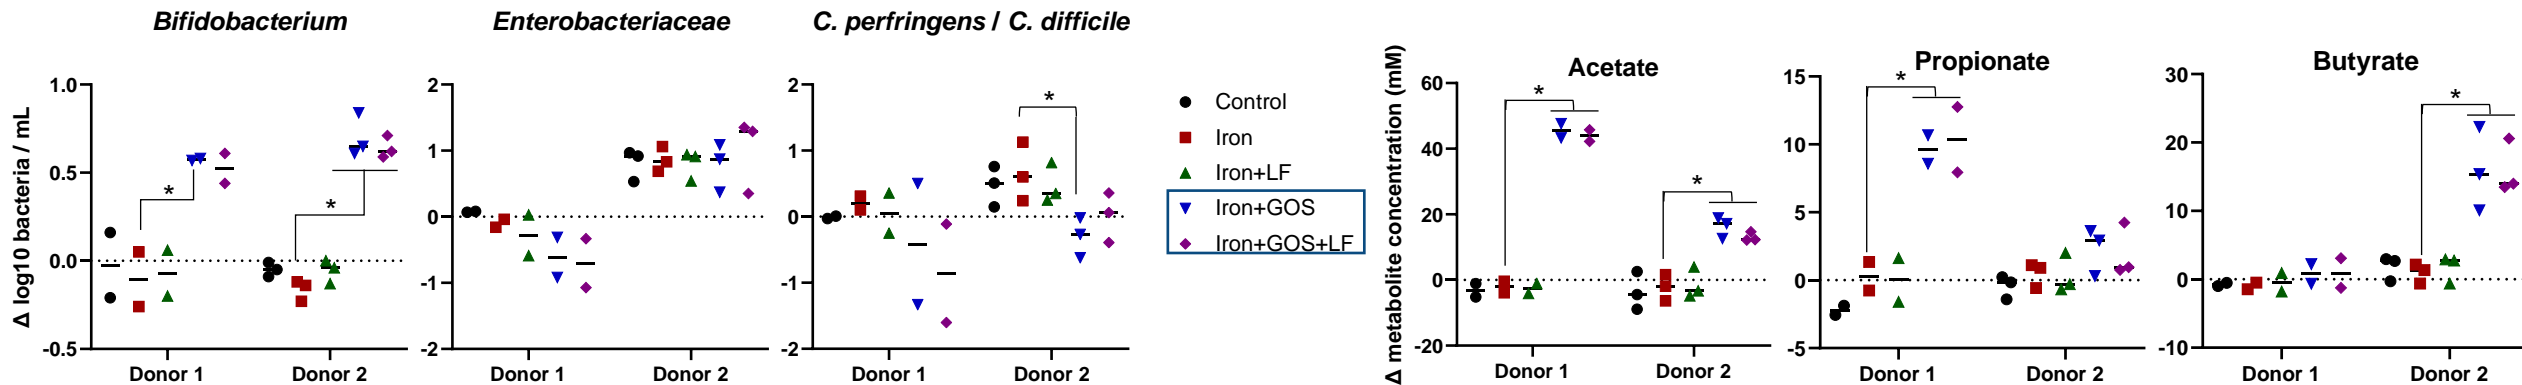 Bifidobacterium
Enterobacteriaceae
C. perfringens / C. difficile
Δ log10 bacteria / mL
1.0
0.5
0.0
-0.5
Donor 1
Donor 2
*
*
2
1
0
-1
-2
Donor 1
Donor 2
2
1
0
-1
-2
Donor 1
Donor 2
*
Control
Iron
Iron+LF
Iron+GOS
Iron+GOS+LF
Δ metabolite concentration (mM)
Acetate
60
40
20
0
-20
Donor 1
Donor 2
*
*
Propionate
15
10
5
0
-5
Donor 1
Donor 2
*
Butyrate
30
20
10
0
-10
Donor 1
Donor 2
*